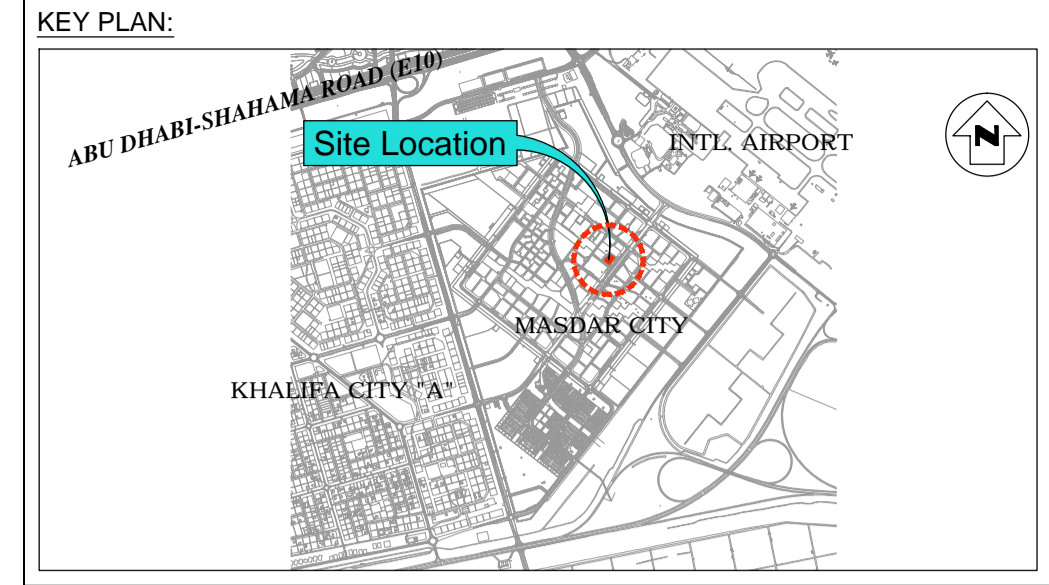 KEY PLAN:
ABU DHABI-SHAHAMA ROAD (E10)
Site Location
INTL. AIRPORT
N
MASDAR CITY
KHALIFA CITY "A"